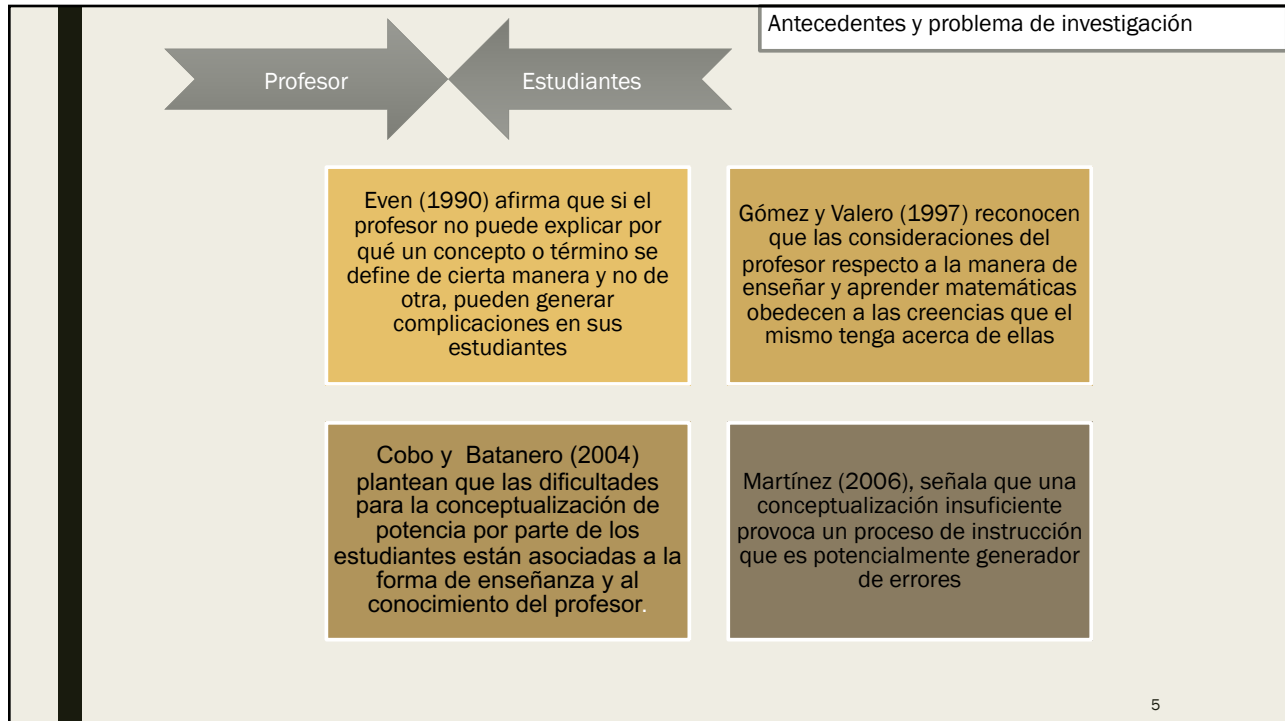 Antecedentes y problema de investigación
Profesor
Estudiantes
Even (1990) afirma que si el
profesor no puede explicar por
qué un concepto o término se
define de cierta manera y no de
otra, pueden generar
complicaciones en sus
estudiantes
Gómez y Valero (1997) reconocen
que las consideraciones del
profesor respecto a la manera de
enseñar y aprender matemáticas
obedecen a las creencias que el
mismo tenga acerca de ellas
Cobo y  Batanero (2004)
plantean que las dificultades
para la conceptualización de
potencia por parte de los
estudiantes están asociadas a la
forma de enseñanza y al
conocimiento del profesor.
Martínez (2006), señala que una
conceptualización insuficiente
provoca un proceso de instrucción
que es potencialmente generador
de errores
5